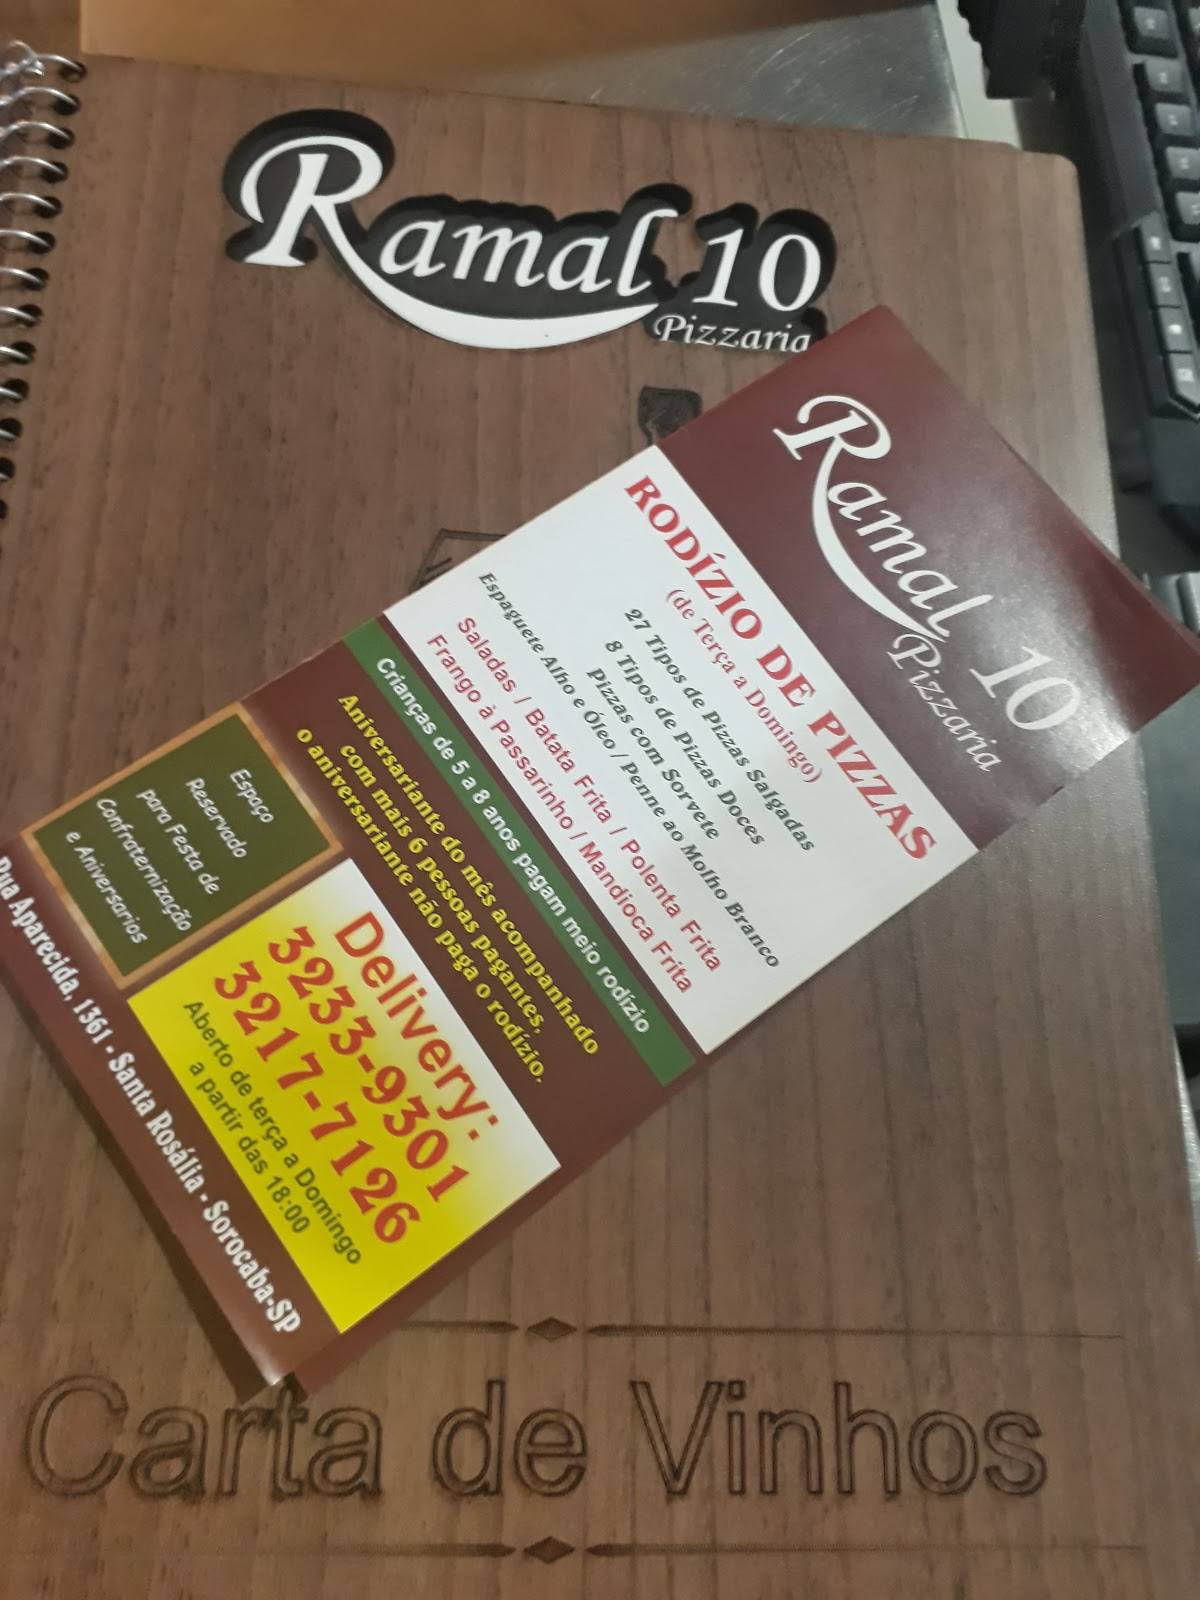 Ramal 10
Pizzaria
Ramal 10
Pizzaria
RODÍZIO DE PIZZAS
(de Terça a Domingo)
27 Tipos de Pizzas Salgadas
8 Tipos de Pizzas Doces
Pizzas com Sorvete
Espaguete Alho e Óleo / Penne ao Molho Branco
Saladas / Batata Frita / Polenta Frita
Frango à Passarinho / Mandioca Frita
Crianças de 5 a 8 anos pagam meio rodízio
Aniversariante do mês acompanhado
com mais 6 pessoas pagantes,
o aniversariante não paga o rodízio.
Espaço
Reservado
para Festa de
Confraternização
e Aniversarios
Delivery:
3233-9301
3217-7126
Aberto de terça a Domingo
a partir das 18:00
Rua Aparecida, 1361 - Santa Rosália - Sorocaba-SP
Carta de Vinhos